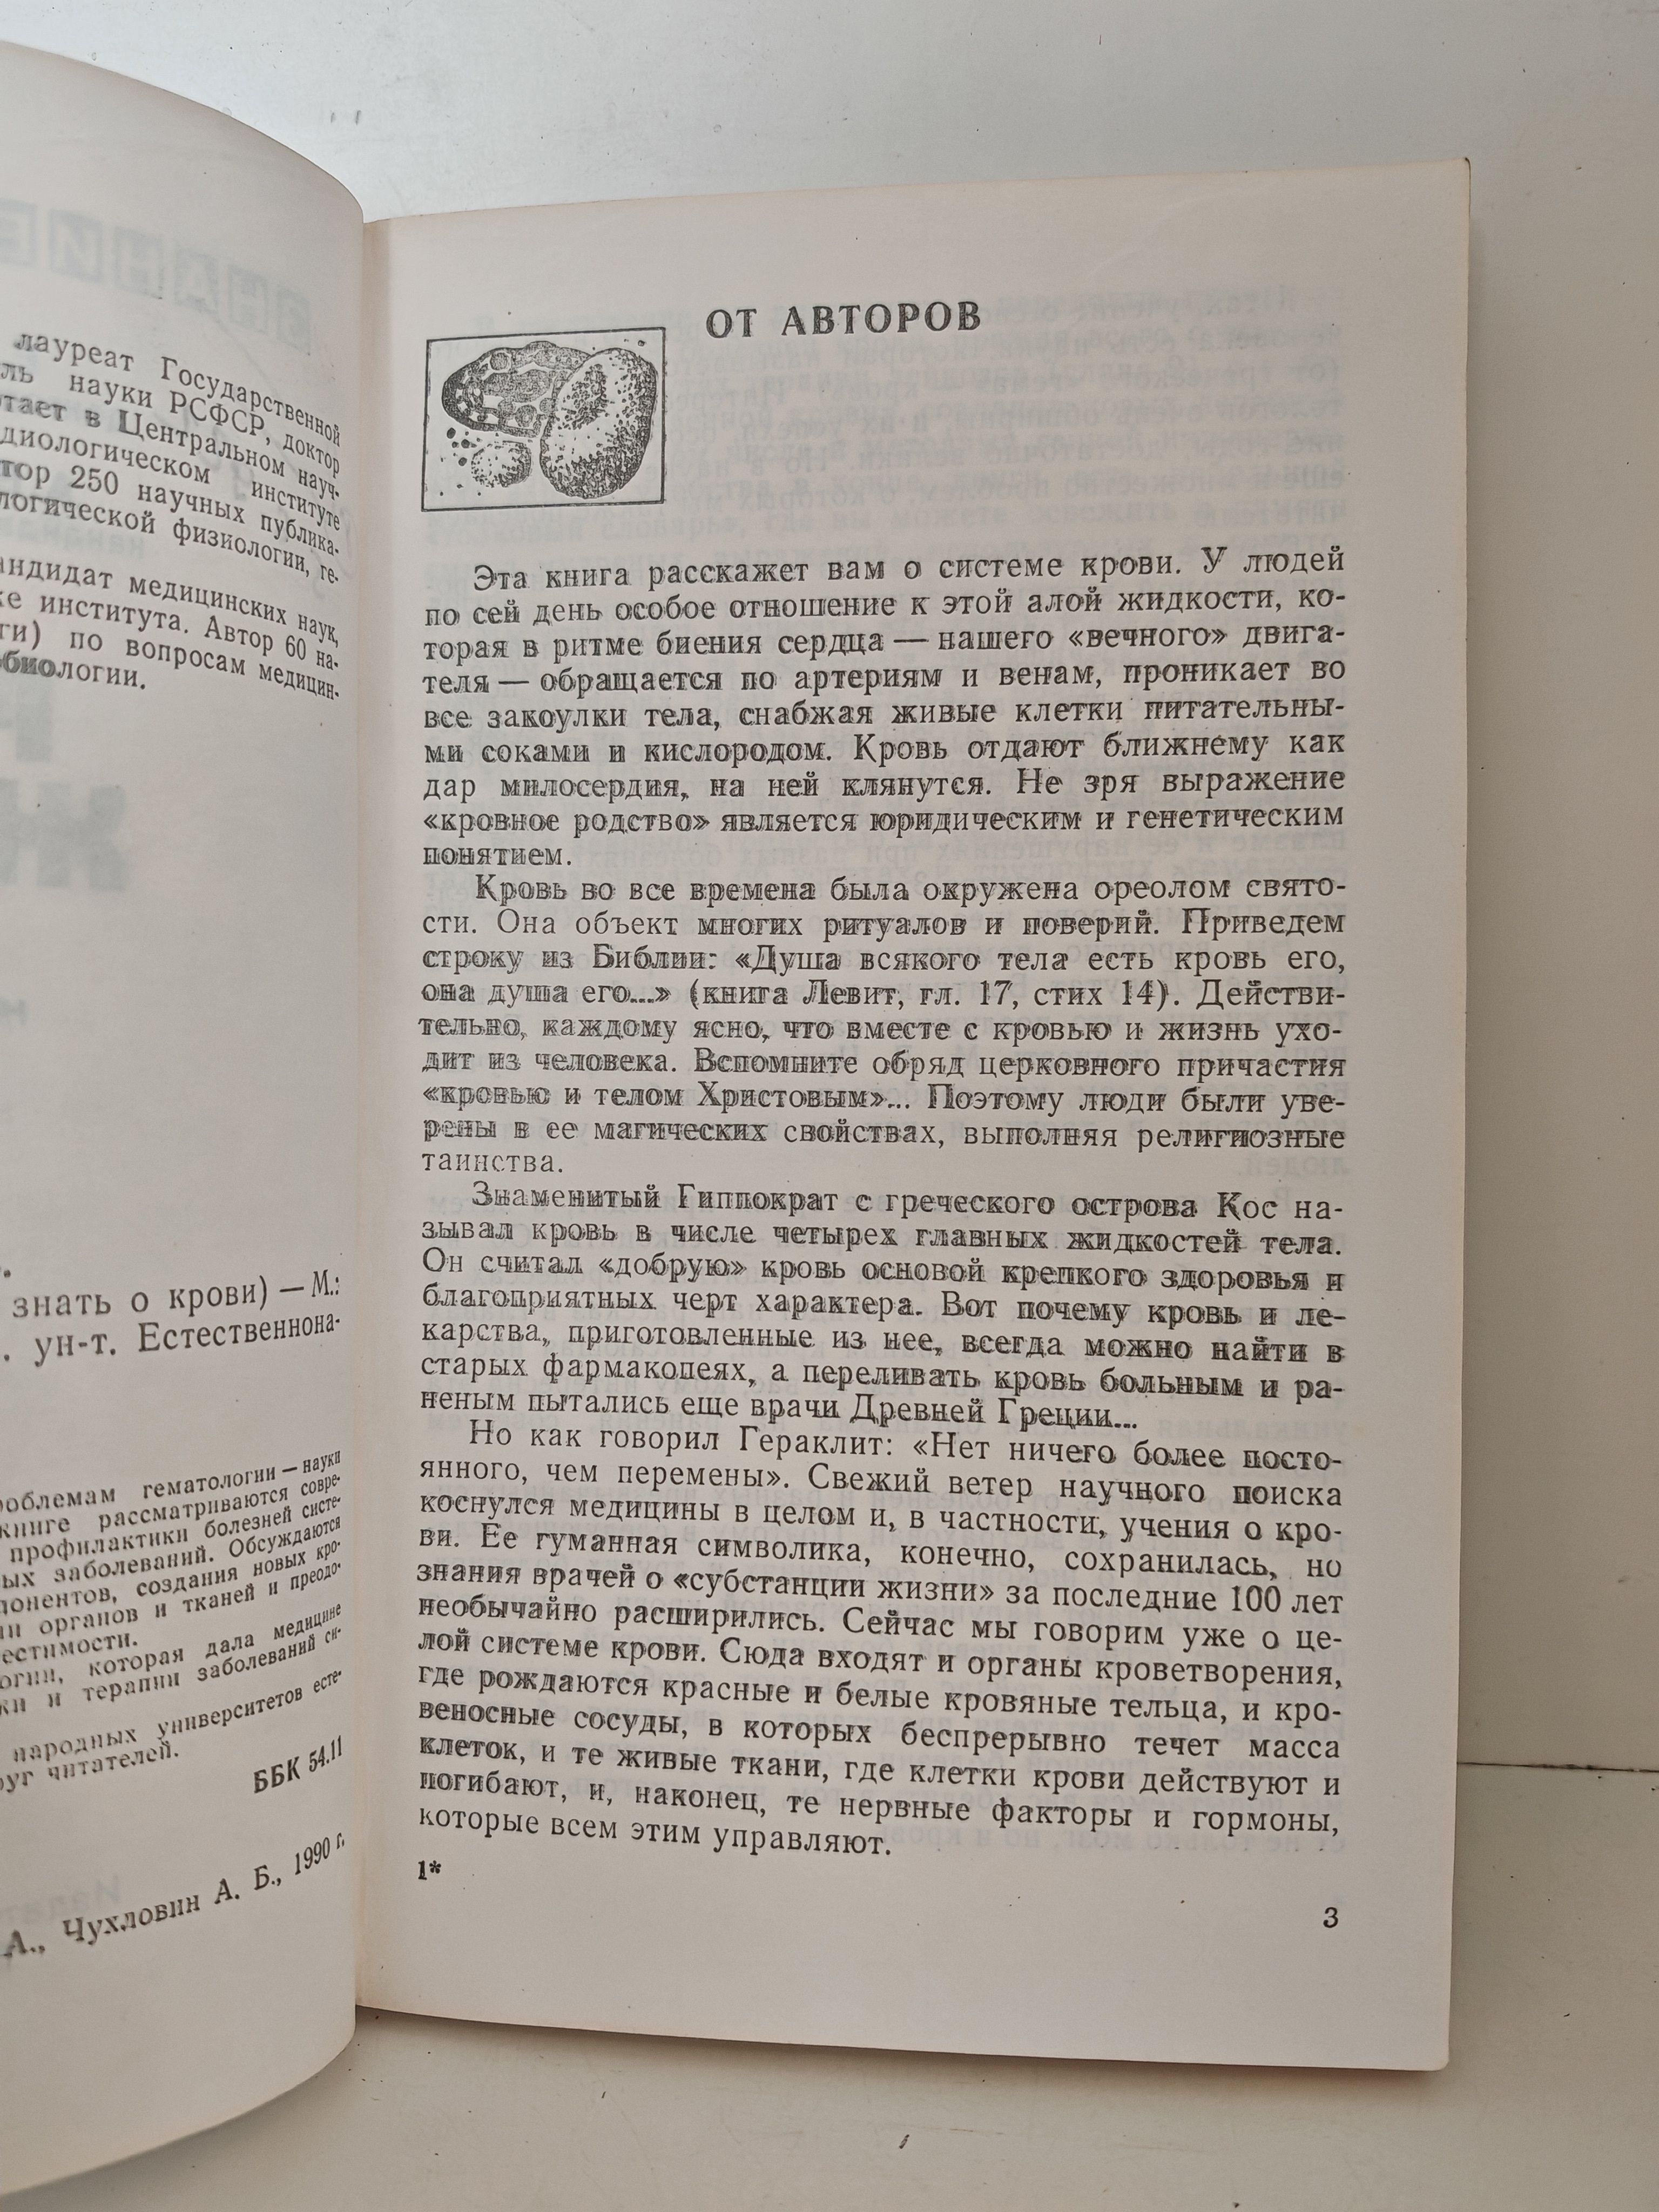 лауреат Государственной
науки РСФСР, доктор
в Центральном науч-
институте
250 научных публика-
физиологии, ге-
медицинских наук,
института. Автор 60 на-
по вопросам медицин-
биологии.
знать о крови) — М.:
ун-т. Естественнона-
гематологии — науки
книге рассматриваются совре-
профилактики болезней систе-
заболеваний. Обсуждаются
создания новых кро-
органов и тканей и преодо-
которая дала медицине
и терапии заболеваний си-
народных университетов есте-
читателей.
ББК 54.11
А., Чухловин А. Б., 1990 г.
ОТ АВТОРОВ
Эта книга расскажет вам о системе крови. У людей
по сей день особое отношение к этой алой жидкости, ко-
торая в ритме биения сердца — нашего «вечного» двига-
теля — обращается по артериям и венам, проникает во
все закоулки тела, снабжая живые клетки питательны-
ми соками и кислородом. Кровь отдают ближнему как
дар милосердия, на ней клянутся. Не зря выражение
«кровное родство» является юридическим и генетическим
понятием.
Кровь во все времена была окружена ореолом свято-
сти. Она объект многих ритуалов и поверий. Приведем
строку из Библии: «Душа всякого тела есть кровь его,
она душа его...» (книга Левит, гл. 17, стих 14). Действи-
тельно, каждому ясно, что вместе с кровью и жизнь ухо-
дит из человека. Вспомните обряд церковного причастия
«кровью и телом Христовым»... Поэтому люди были уве-
рены в ее магических свойствах, выполняя религиозные
таинства.
Знаменитый Гиппократ с греческого острова Кос на-
зывал кровь в числе четырех главных жидкостей тела.
Он считал «добрую» кровь основой крепкого здоровья и
благоприятных черт характера. Вот почему кровь и ле-
карства, приготовленные из нее, всегда можно найти в
старых фармакопеях, а переливать кровь больным и ра-
неным пытались еще врачи Древней Греции...
Но как говорил Гераклит: «Нет ничего более посто-
янного, чем перемены». Свежий ветер научного поиска
коснулся медицины в целом и, в частности, учения о кро-
ви. Ее гуманная символика, конечно, сохранилась, но
знания врачей о «субстанции жизни» за последние 100 лет
необычайно расширились. Сейчас мы говорим уже о це-
лой системе крови. Сюда входят и органы кроветворения,
где рождаются красные и белые кровяные тельца, и кро-
веносные сосуды, в которых беспрерывно течет масса
клеток, и те живые ткани, где клетки крови действуют и
погибают, и, наконец, те нервные факторы и гормоны,
которые всем этим управляют.
1*
3